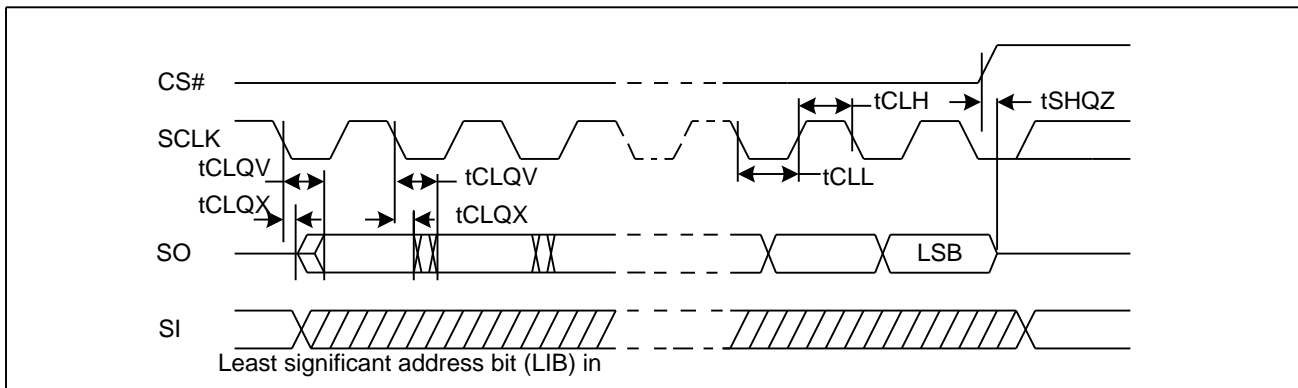 CS#
tCLH
tSHQZ
SCLK
tCLQV
tCLQV
tCLL
tCLQX
tCLQX
SO
LSB
SI
Least significant address bit (LIB) in